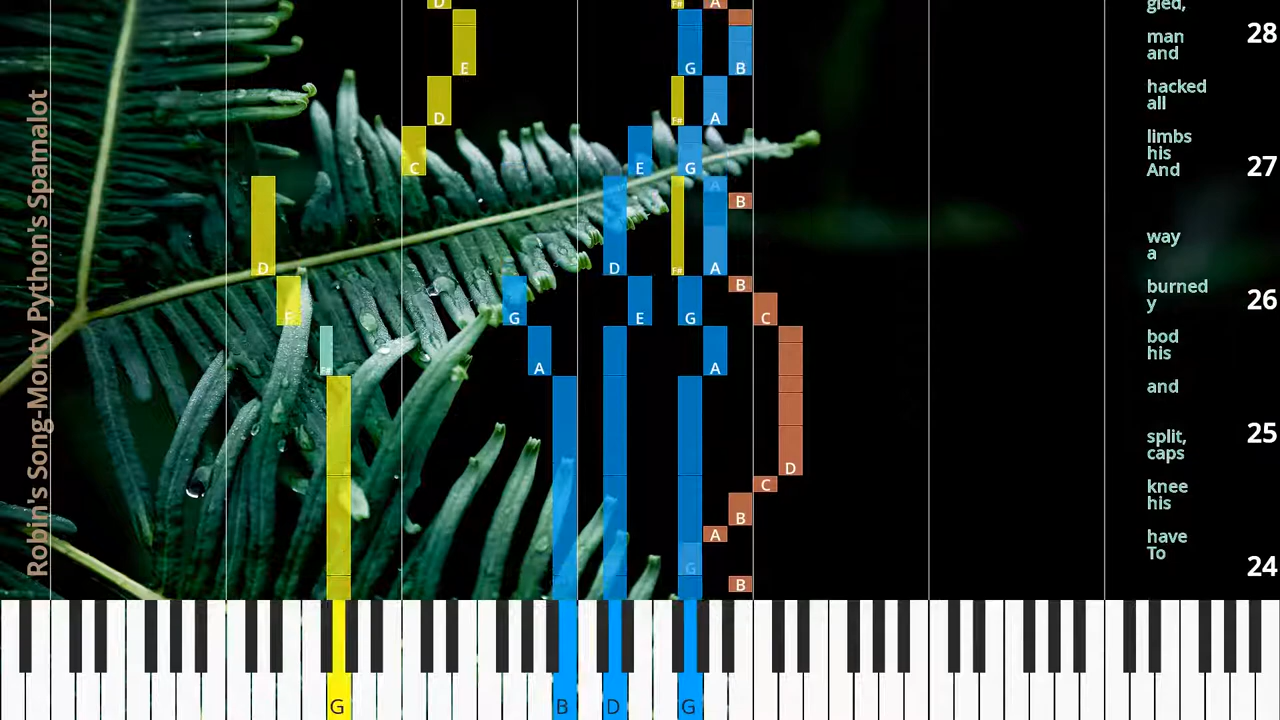 Robin's Song-Monty Python's Spamalot
D
F#
A
gled,
E
G
B
man
and
28
D
F#
A
hacked
all
C
E
G
limbs
his
And
27
A
B
D
D
F#
A
way
a
B
E
G
E
G
C
burned
y
26
F#
A
A
bod
his
and
D
split,
caps
25
C
knee
his
B
A
have
To
G
B
24
G
B
D
G